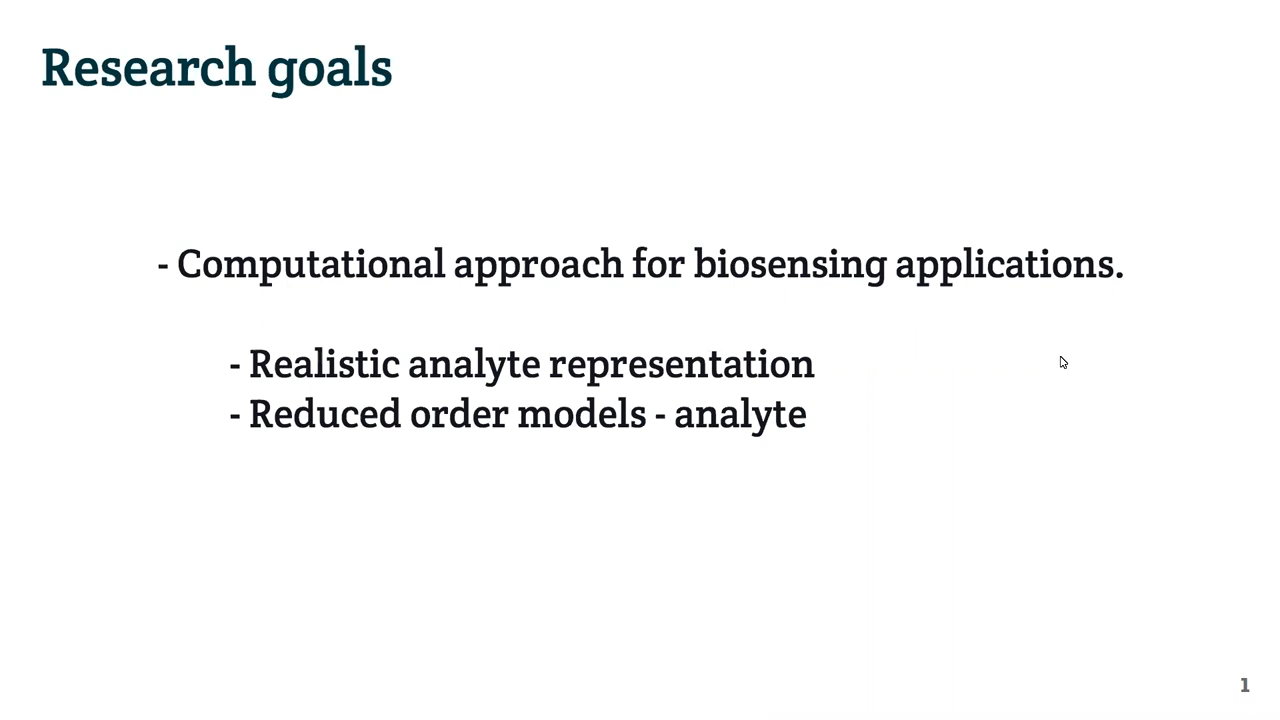 Research goals
- Computational approach for biosensing applications.
- Realistic analyte representation
- Reduced order models - analyte
1